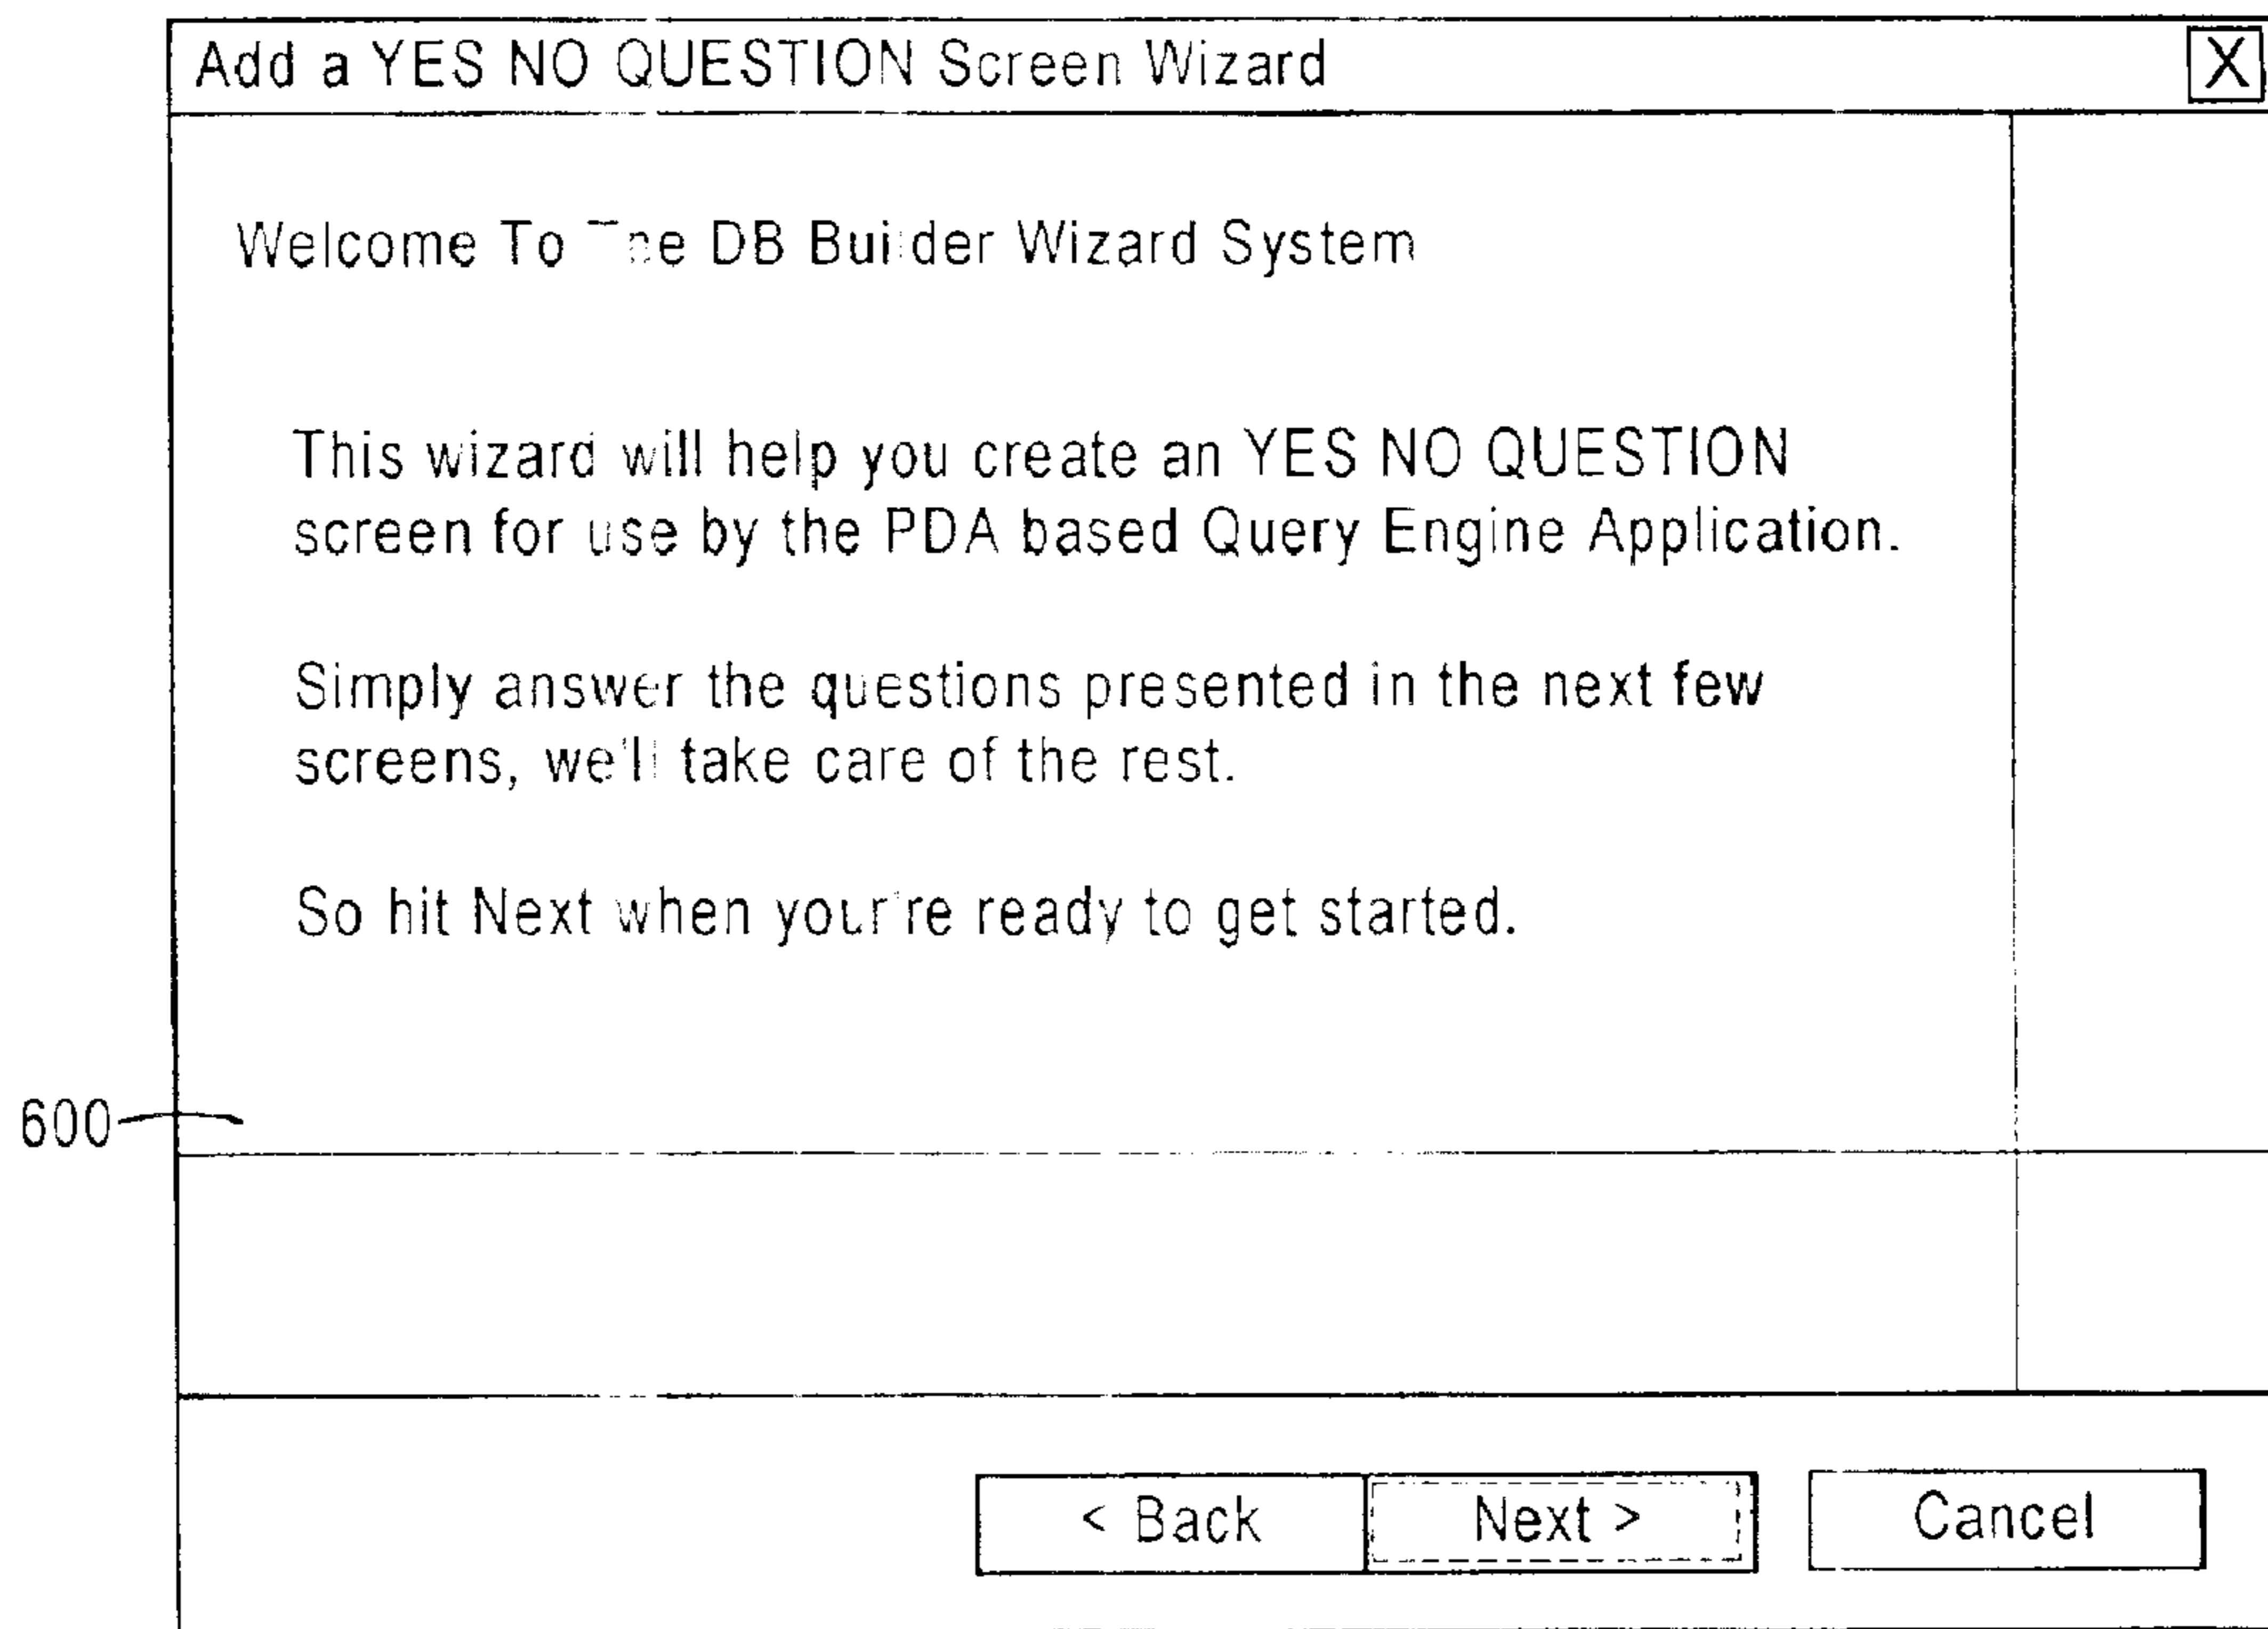 Add a YES NO QUESTION Screen Wizard X
Welcome To The DB Builder Wizard System
This wizard will help you create an YES NO QUESTION
screen for use by the PDA based Query Engine Application.
Simply answer the questions presented in the next few
screens, we'll take care of the rest.
So hit Next when your're ready to get started.
600
< Back Next > Cancel